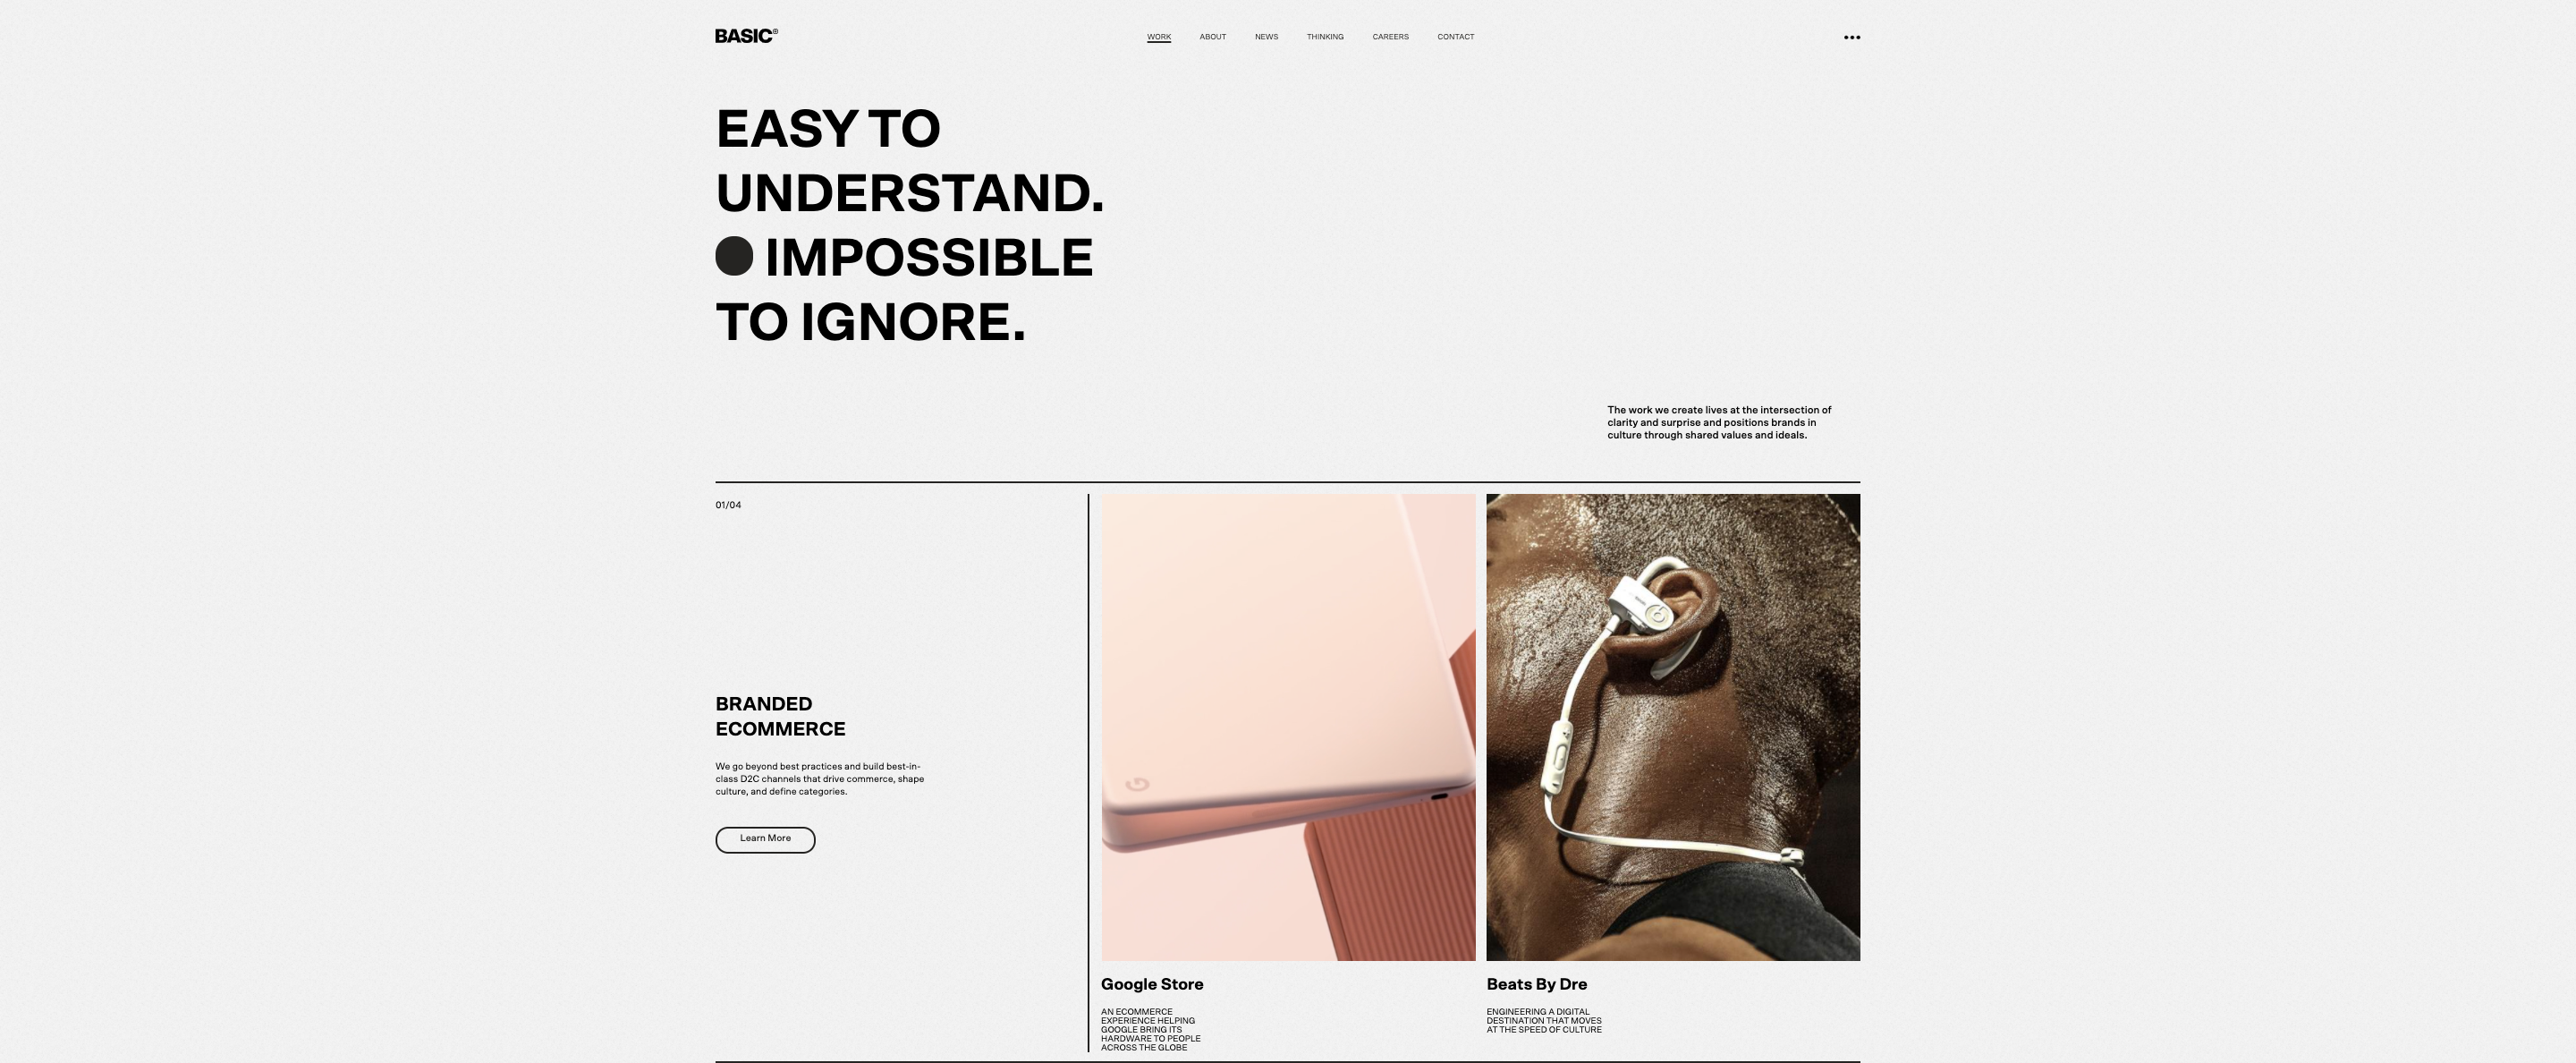 BASIC®
WORK ABOUT NEWS THINKING CAREERS CONTACT
EASY TO
UNDERSTAND.
IMPOSSIBLE
TO IGNORE.
The work we create lives at the intersection of
clarity and surprise and positions brands in
culture through shared values and ideals.
01/04
BRANDED
ECOMMERCE
We go beyond best practices and build best-in-
class D2C channels that drive commerce, shape
culture, and define categories.
Learn More
G
b
Google Store
AN ECOMMERCE
EXPERIENCE HELPING
GOOGLE BRING ITS
HARDWARE TO PEOPLE
ACROSS THE GLOBE
Beats By Dre
ENGINEERING A DIGITAL
DESTINATION THAT MOVES
AT THE SPEED OF CULTURE